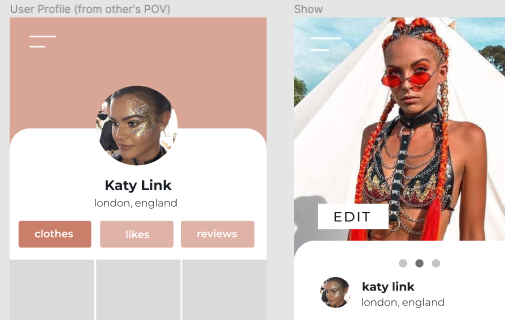 User Profile (from other's POV)
Katy Link
london, england
clothes
likes
reviews
Show
EDIT
katy link
london, england